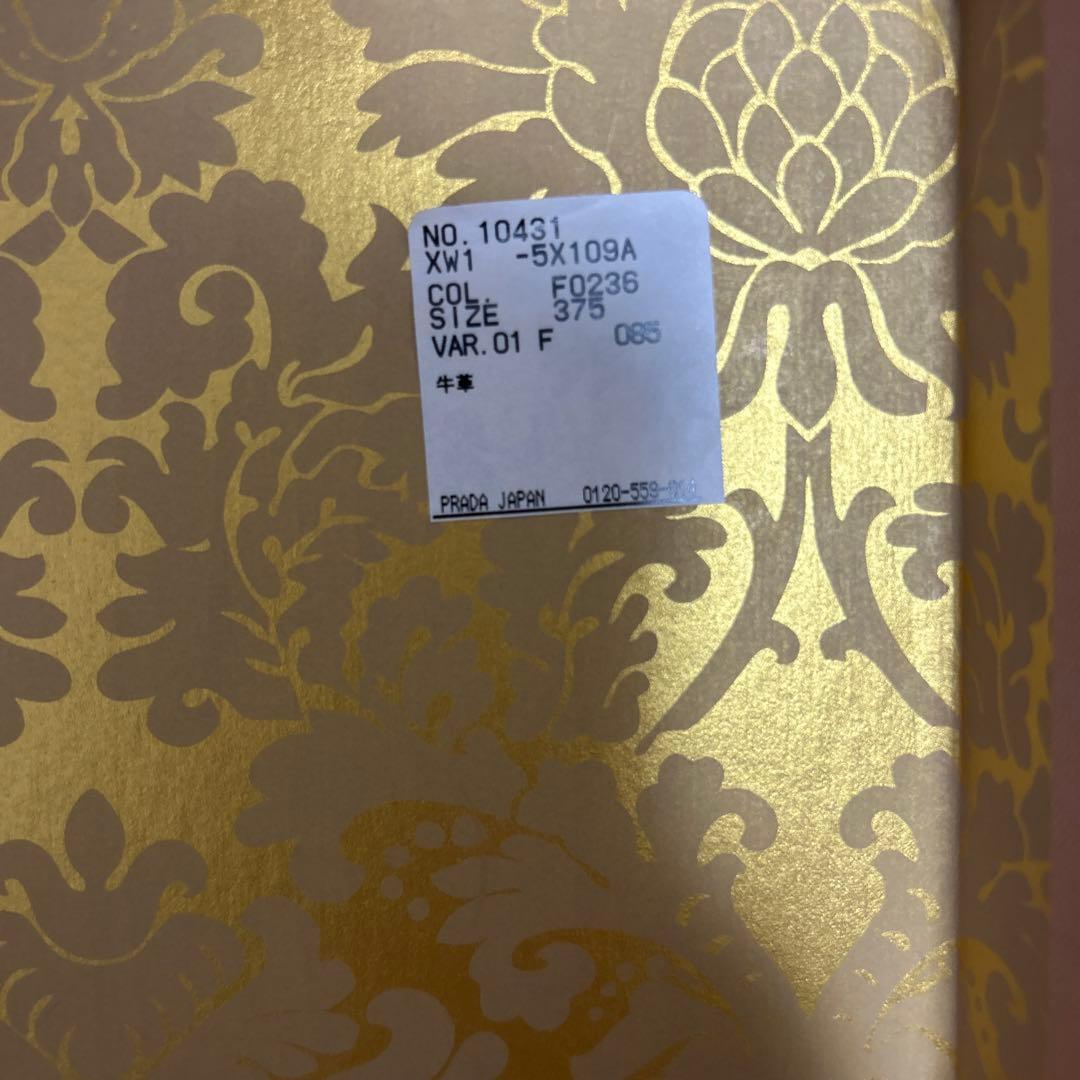 NO. 10431
XW1 -5X109A
COL. F0236
SIZE 375
VAR. 01 F 085
牛革
PRADA JAPAN